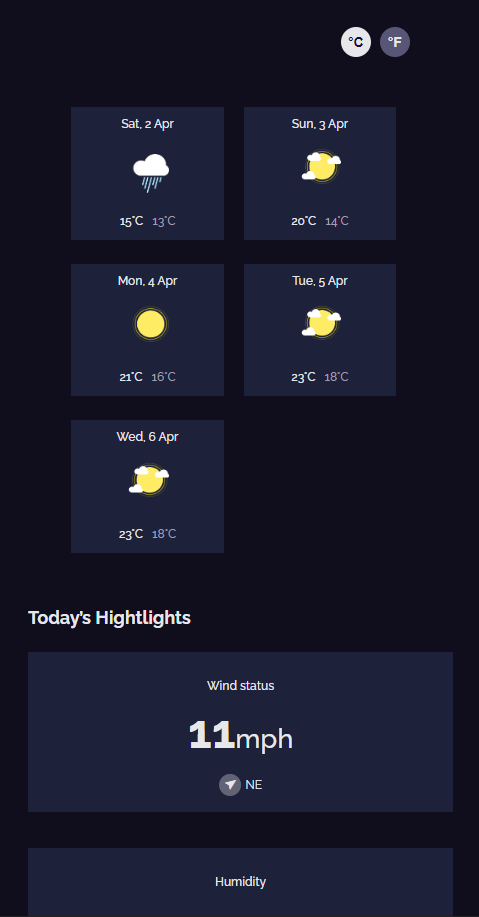 °C °F
Sat, 2 Apr
15°C 13°C
Sun, 3 Apr
20°C 14°C
Mon, 4 Apr
21°C 16°C
Tue, 5 Apr
23°C 18°C
Wed, 6 Apr
23°C 18°C
Today's Hightlights
Wind status
11mph
NE
Humidity